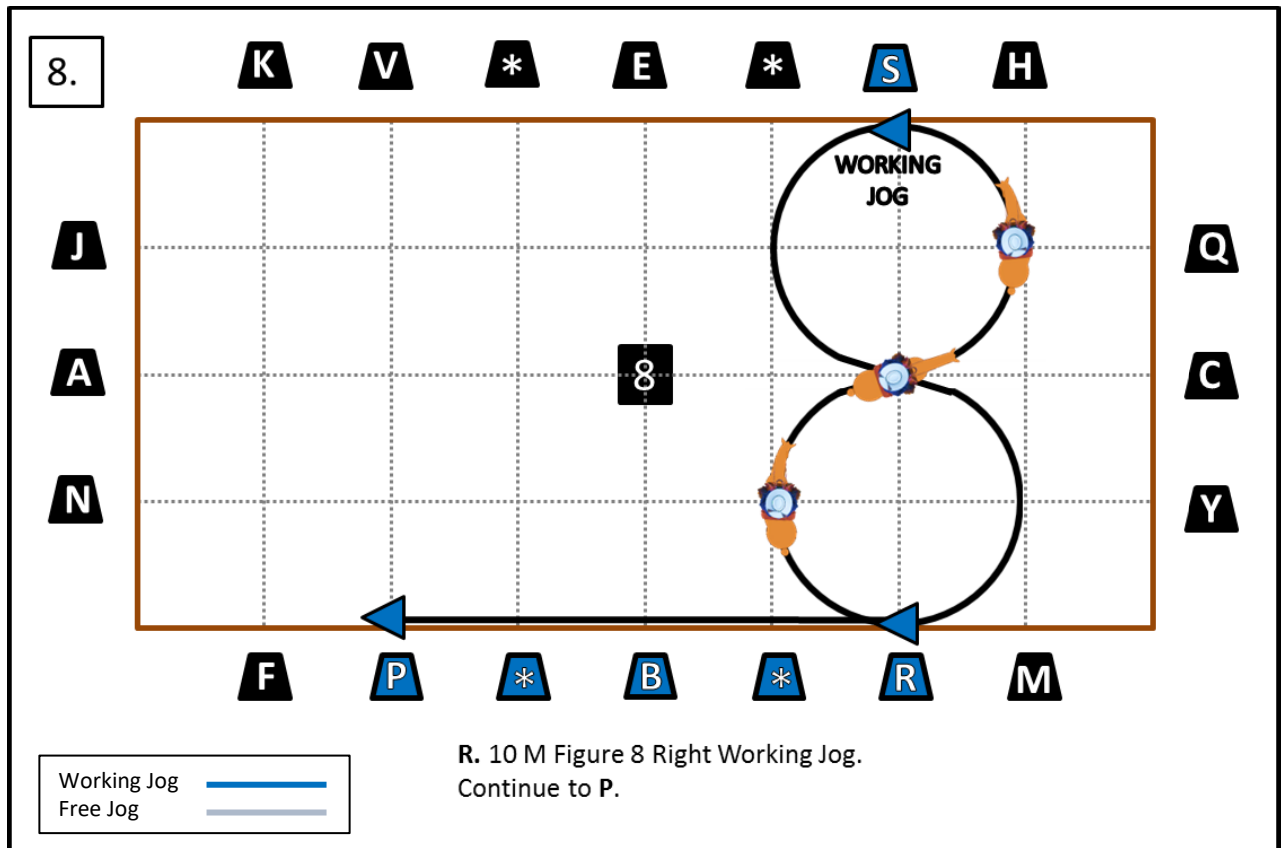 8.
K V * E * S H
WORKING
JOG
J Q
A 8 C
N Y
F P * B * R M
R. 10 M Figure 8 Right Working Jog.
Continue to P.
Working Jog
Free Jog